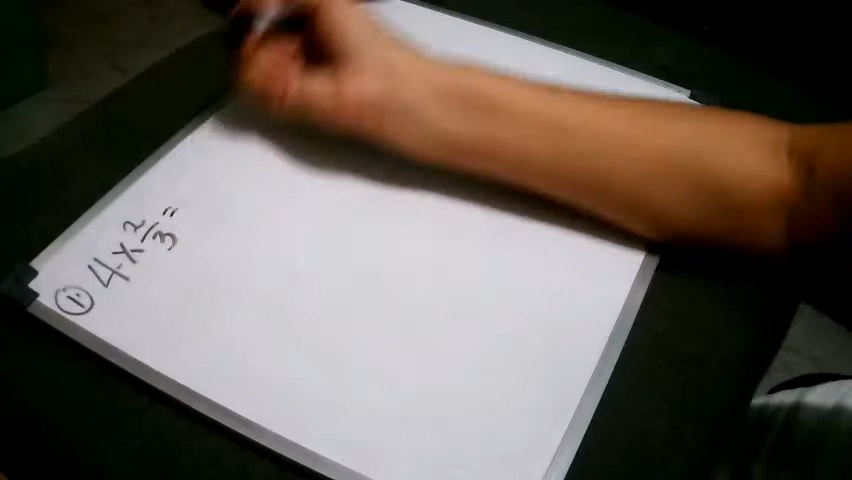 ① 4 x 2/3 =